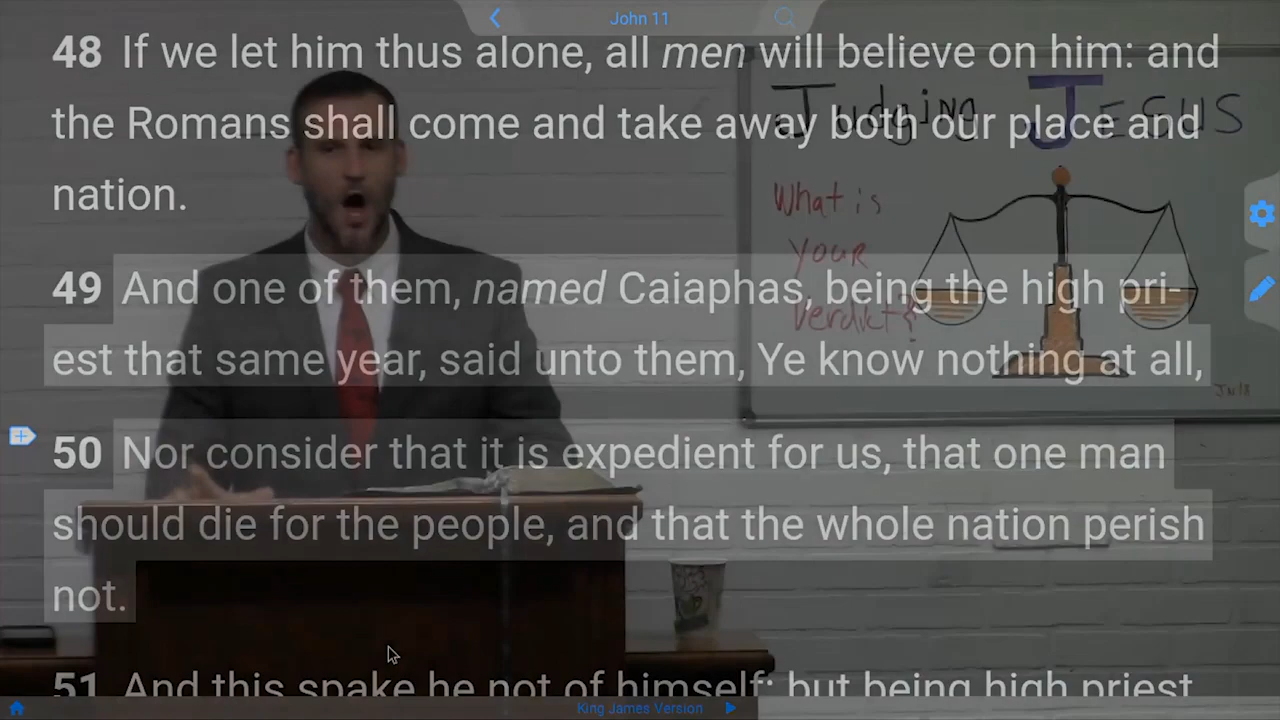 John 11
48 If we let him thus alone, all men will believe on him: and
the Romans shall come and take away both our place and
nation.
Judging JESUS
What is
your
verdict?
49 And one of them, named Caiaphas, being the high pri-
est that same year, said unto them, Ye know nothing at all,
50 Nor consider that it is expedient for us, that one man
should die for the people, and that the whole nation perish
not.
51 And this spake he not of himself: but being high priest
King James Version